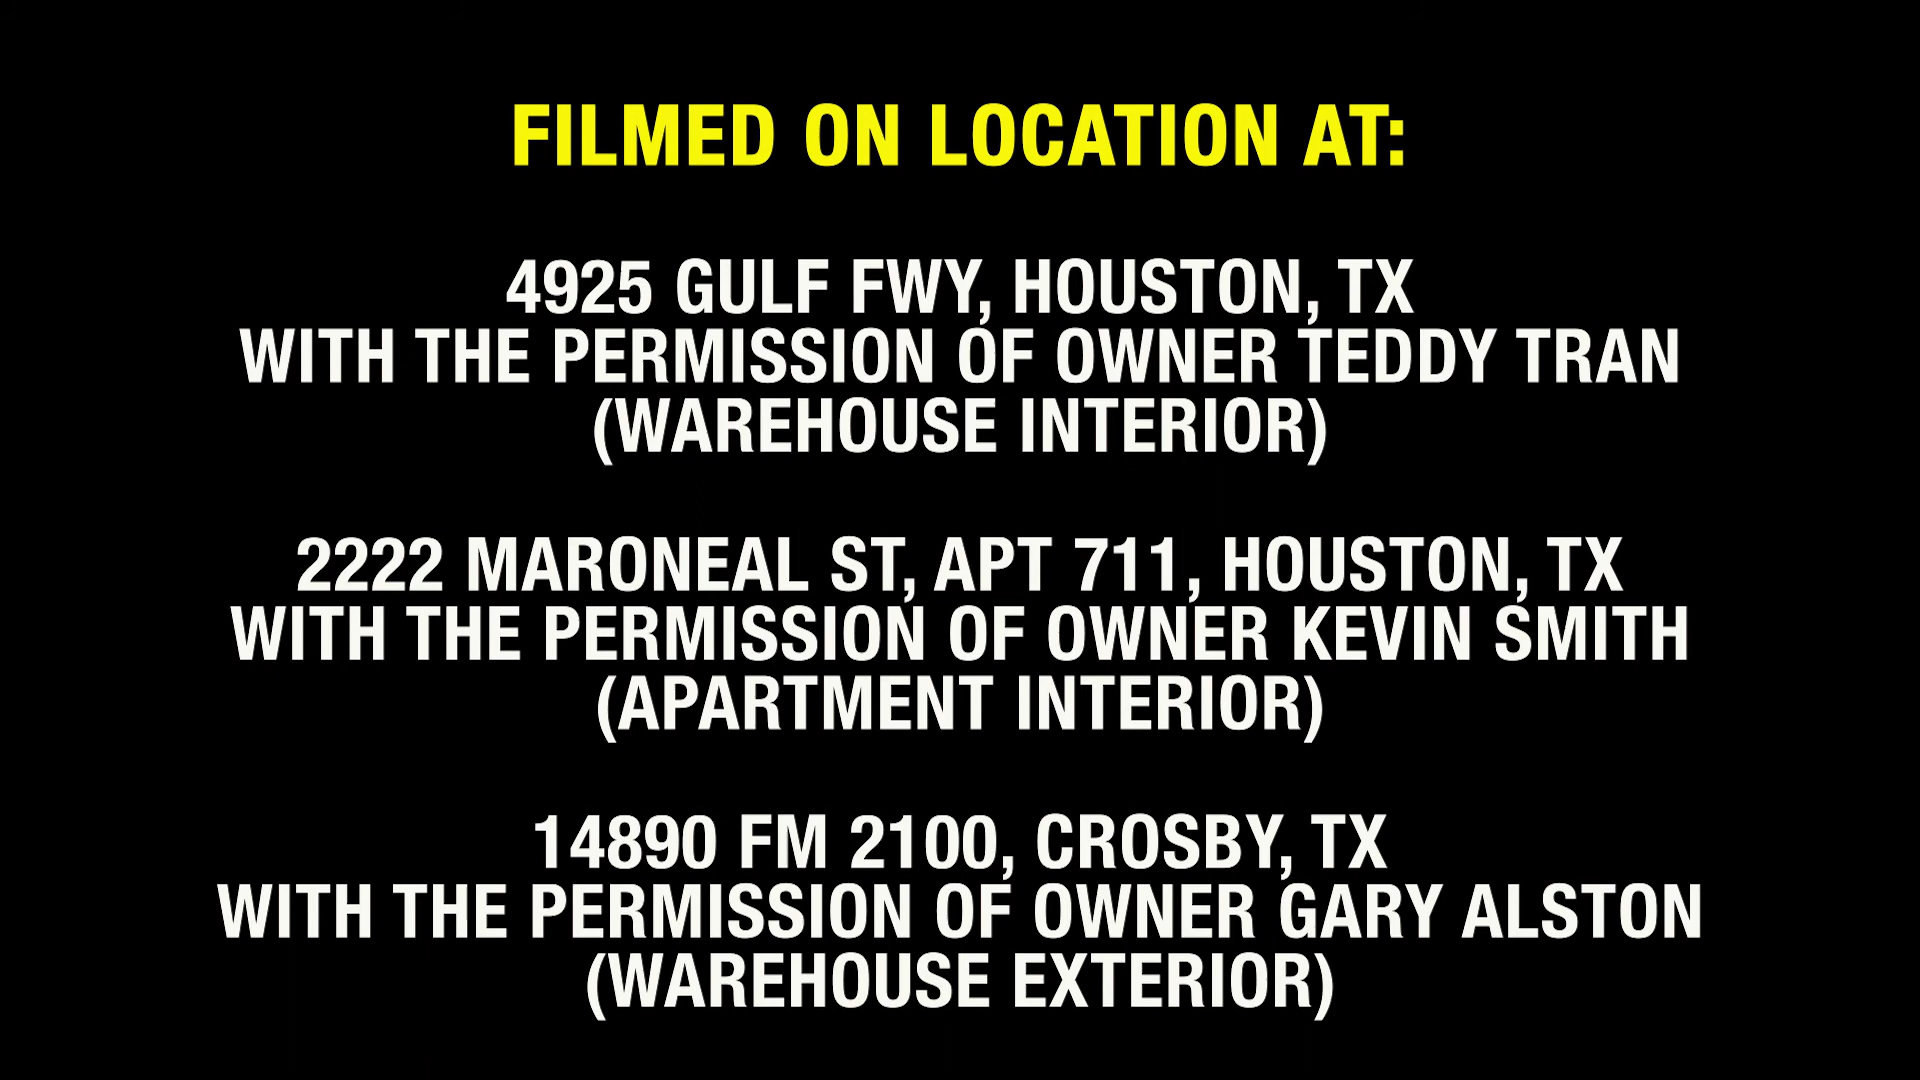 FILMED ON LOCATION AT:
4925 GULF FWY, HOUSTON, TX
WITH THE PERMISSION OF OWNER TEDDY TRAN
(WAREHOUSE INTERIOR)
2222 MARONEAL ST, APT 711, HOUSTON, TX
WITH THE PERMISSION OF OWNER KEVIN SMITH
(APARTMENT INTERIOR)
14890 FM 2100, CROSBY, TX
WITH THE PERMISSION OF OWNER GARY ALSTON
(WAREHOUSE EXTERIOR)